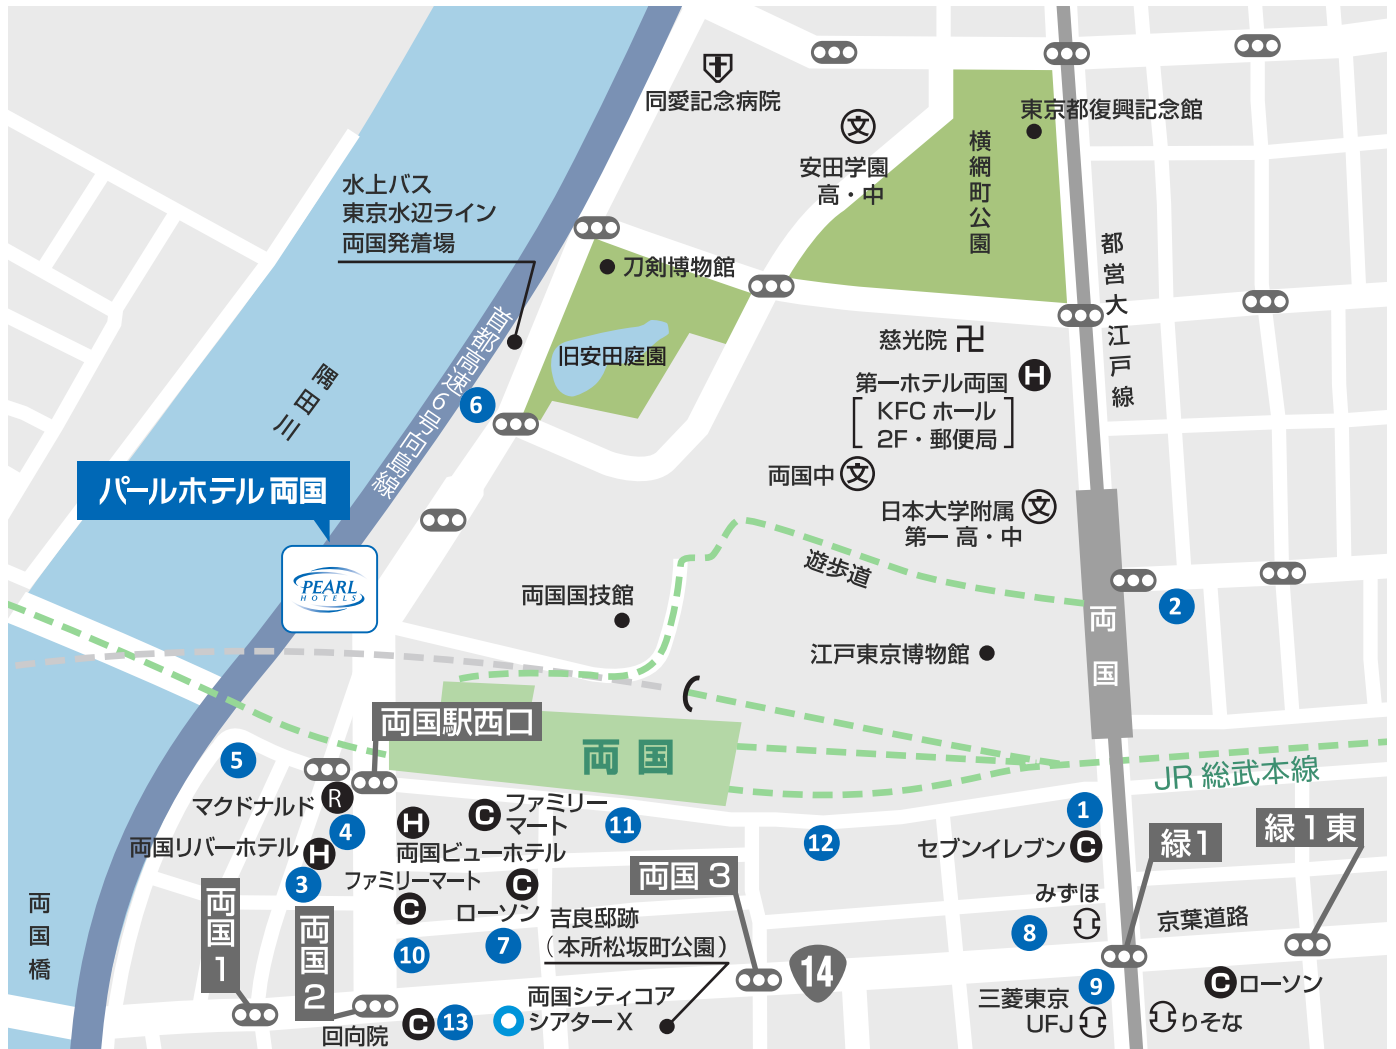 同愛記念病院
東京都復興記念館
文
安田学園
高・中
横網町公園
水上バス
東京水辺ライン
両国発着場
刀剣博物館
都営大江戸線
首都高速6号向島線
旧安田庭園
慈光院 卍
隅田川
第一ホテル両国 H
KFC ホール
2F・郵便局
6
パールホテル 両国
両国中 文
日本大学附属 文
第一 高・中
遊歩道
PEARL
HOTELS
両国国技館
2
両国
江戸東京博物館
両国駅西口
両国
5
JR 総武本線
マクドナルド R
ファミリー
マート
C
11
1
4
H
12
緑1
緑1東
両国リバーホテル H
両国ビューホテル
セブンイレブン C
両国3
3
ファミリーマート
C
C
ローソン
みずほ
両国橋
両国1
両国2
吉良邸跡
(本所松坂町公園)
8
京葉道路
10
7
14
三菱東京
UFJ
9
C ローソン
りそな
両国シティコア
シアターX
回向院
C
13